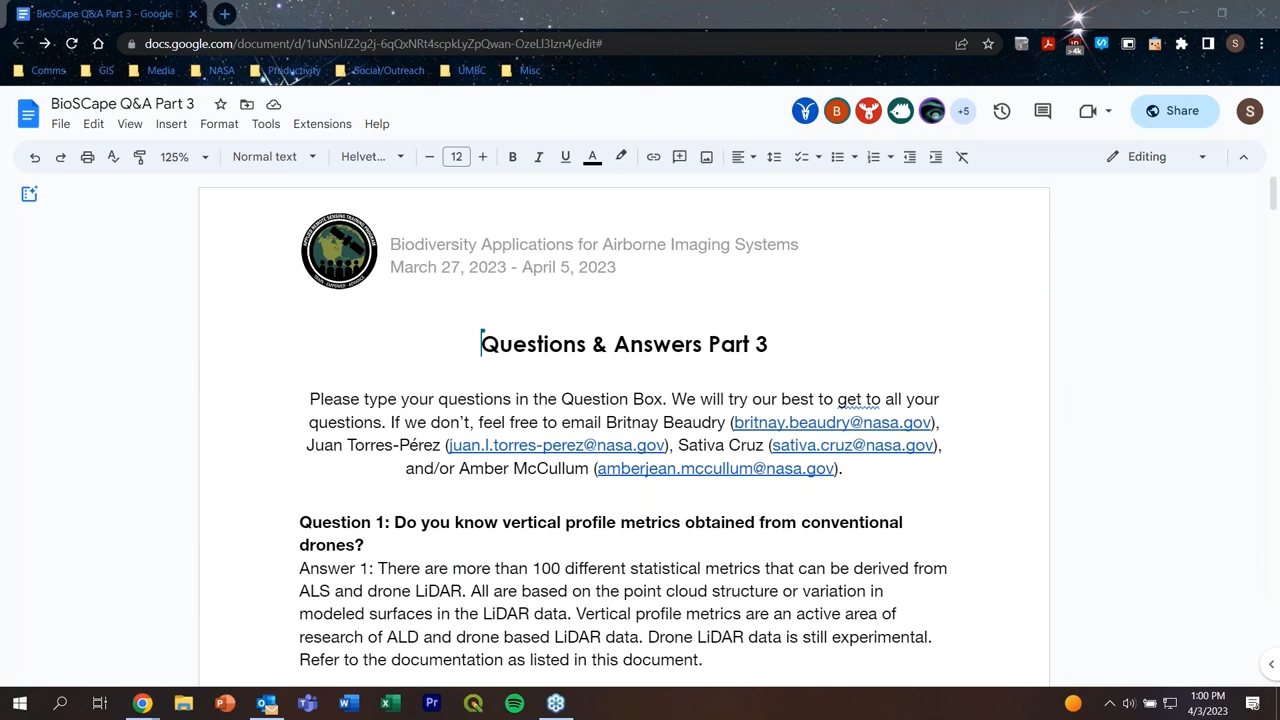 BioSCape Q&A Part 3 - Google D
docs.google.com/document/d/1uNSnlJZ2g2j-6qQxNRt4scpkLyZpQwan-OzeLl3Izn4/edit#
>4k
S
Comms GIS Media NASA Productivity Social/Outreach UMBC Misc
BioSCape Q&A Part 3
B +5 Share S
File Edit View Insert Format Tools Extensions Help
125% Normal text Helvet... 12 B I U A Editing
Biodiversity Applications for Airborne Imaging Systems
March 27, 2023 - April 5, 2023
Questions & Answers Part 3
Please type your questions in the Question Box. We will try our best to get to all your
questions. If we don't, feel free to email Britnay Beaudry (britnay.beaudry@nasa.gov),
Juan Torres-Pérez (juan.l.torres-perez@nasa.gov), Sativa Cruz (sativa.cruz@nasa.gov),
and/or Amber McCullum (amberjean.mccullum@nasa.gov).
Question 1: Do you know vertical profile metrics obtained from conventional
drones?
Answer 1: There are more than 100 different statistical metrics that can be derived from
ALS and drone LiDAR. All are based on the point cloud structure or variation in
modeled surfaces in the LiDAR data. Vertical profile metrics are an active area of
research of ALD and drone based LiDAR data. Drone LiDAR data is still experimental.
Refer to the documentation as listed in this document.
1:00 PM
4/3/2023